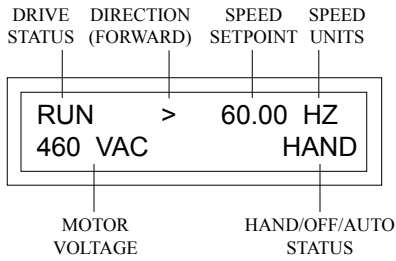 DRIVE STATUS
DIRECTION (FORWARD)
SPEED SETPOINT
SPEED UNITS
RUN > 60.00 HZ
460 VAC HAND
MOTOR VOLTAGE
HAND/OFF/AUTO STATUS